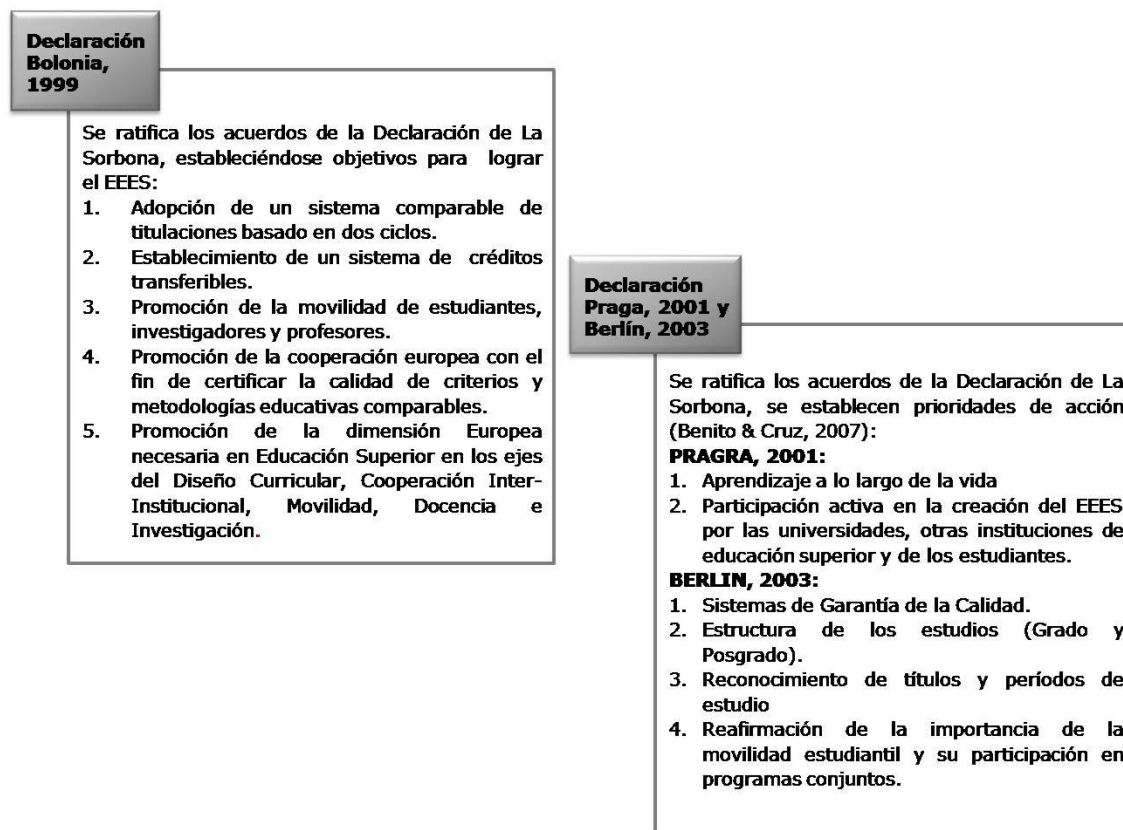 Declaración
Bolonia,
1999
Se ratifica los acuerdos de la Declaración de La
Sorbona, estableciéndose objetivos para lograr
el EEES:
1. Adopción de un sistema comparable de
titulaciones basado en dos ciclos.
2. Establecimiento de un sistema de créditos
transferibles.
3. Promoción de la movilidad de estudiantes,
investigadores y profesores.
4. Promoción de la cooperación europea con el
fin de certificar la calidad de criterios y
metodologías educativas comparables.
5. Promoción de la dimensión Europea
necesaria en Educación Superior en los ejes
del Diseño Curricular, Cooperación Inter-
Institucional, Movilidad, Docencia e
Investigación.
Declaración
Praga, 2001 y
Berlín, 2003
Se ratifica los acuerdos de la Declaración de La
Sorbona, se establecen prioridades de acción
(Benito & Cruz, 2007):
PRAGRA, 2001:
1. Aprendizaje a lo largo de la vida
2. Participación activa en la creación del EEES
por las universidades, otras instituciones de
educación superior y de los estudiantes.
BERLIN, 2003:
1. Sistemas de Garantía de la Calidad.
2. Estructura de los estudios (Grado y
Posgrado).
3. Reconocimiento de títulos y períodos de
estudio
4. Reafirmación de la importancia de la
movilidad estudiantil y su participación en
programas conjuntos.